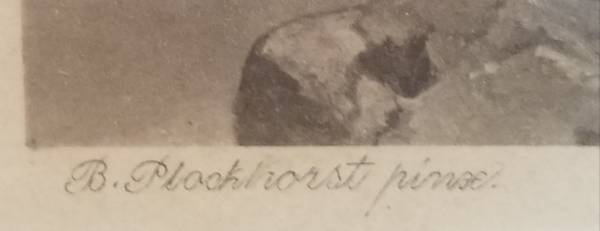 B. Plockhorst pinx.